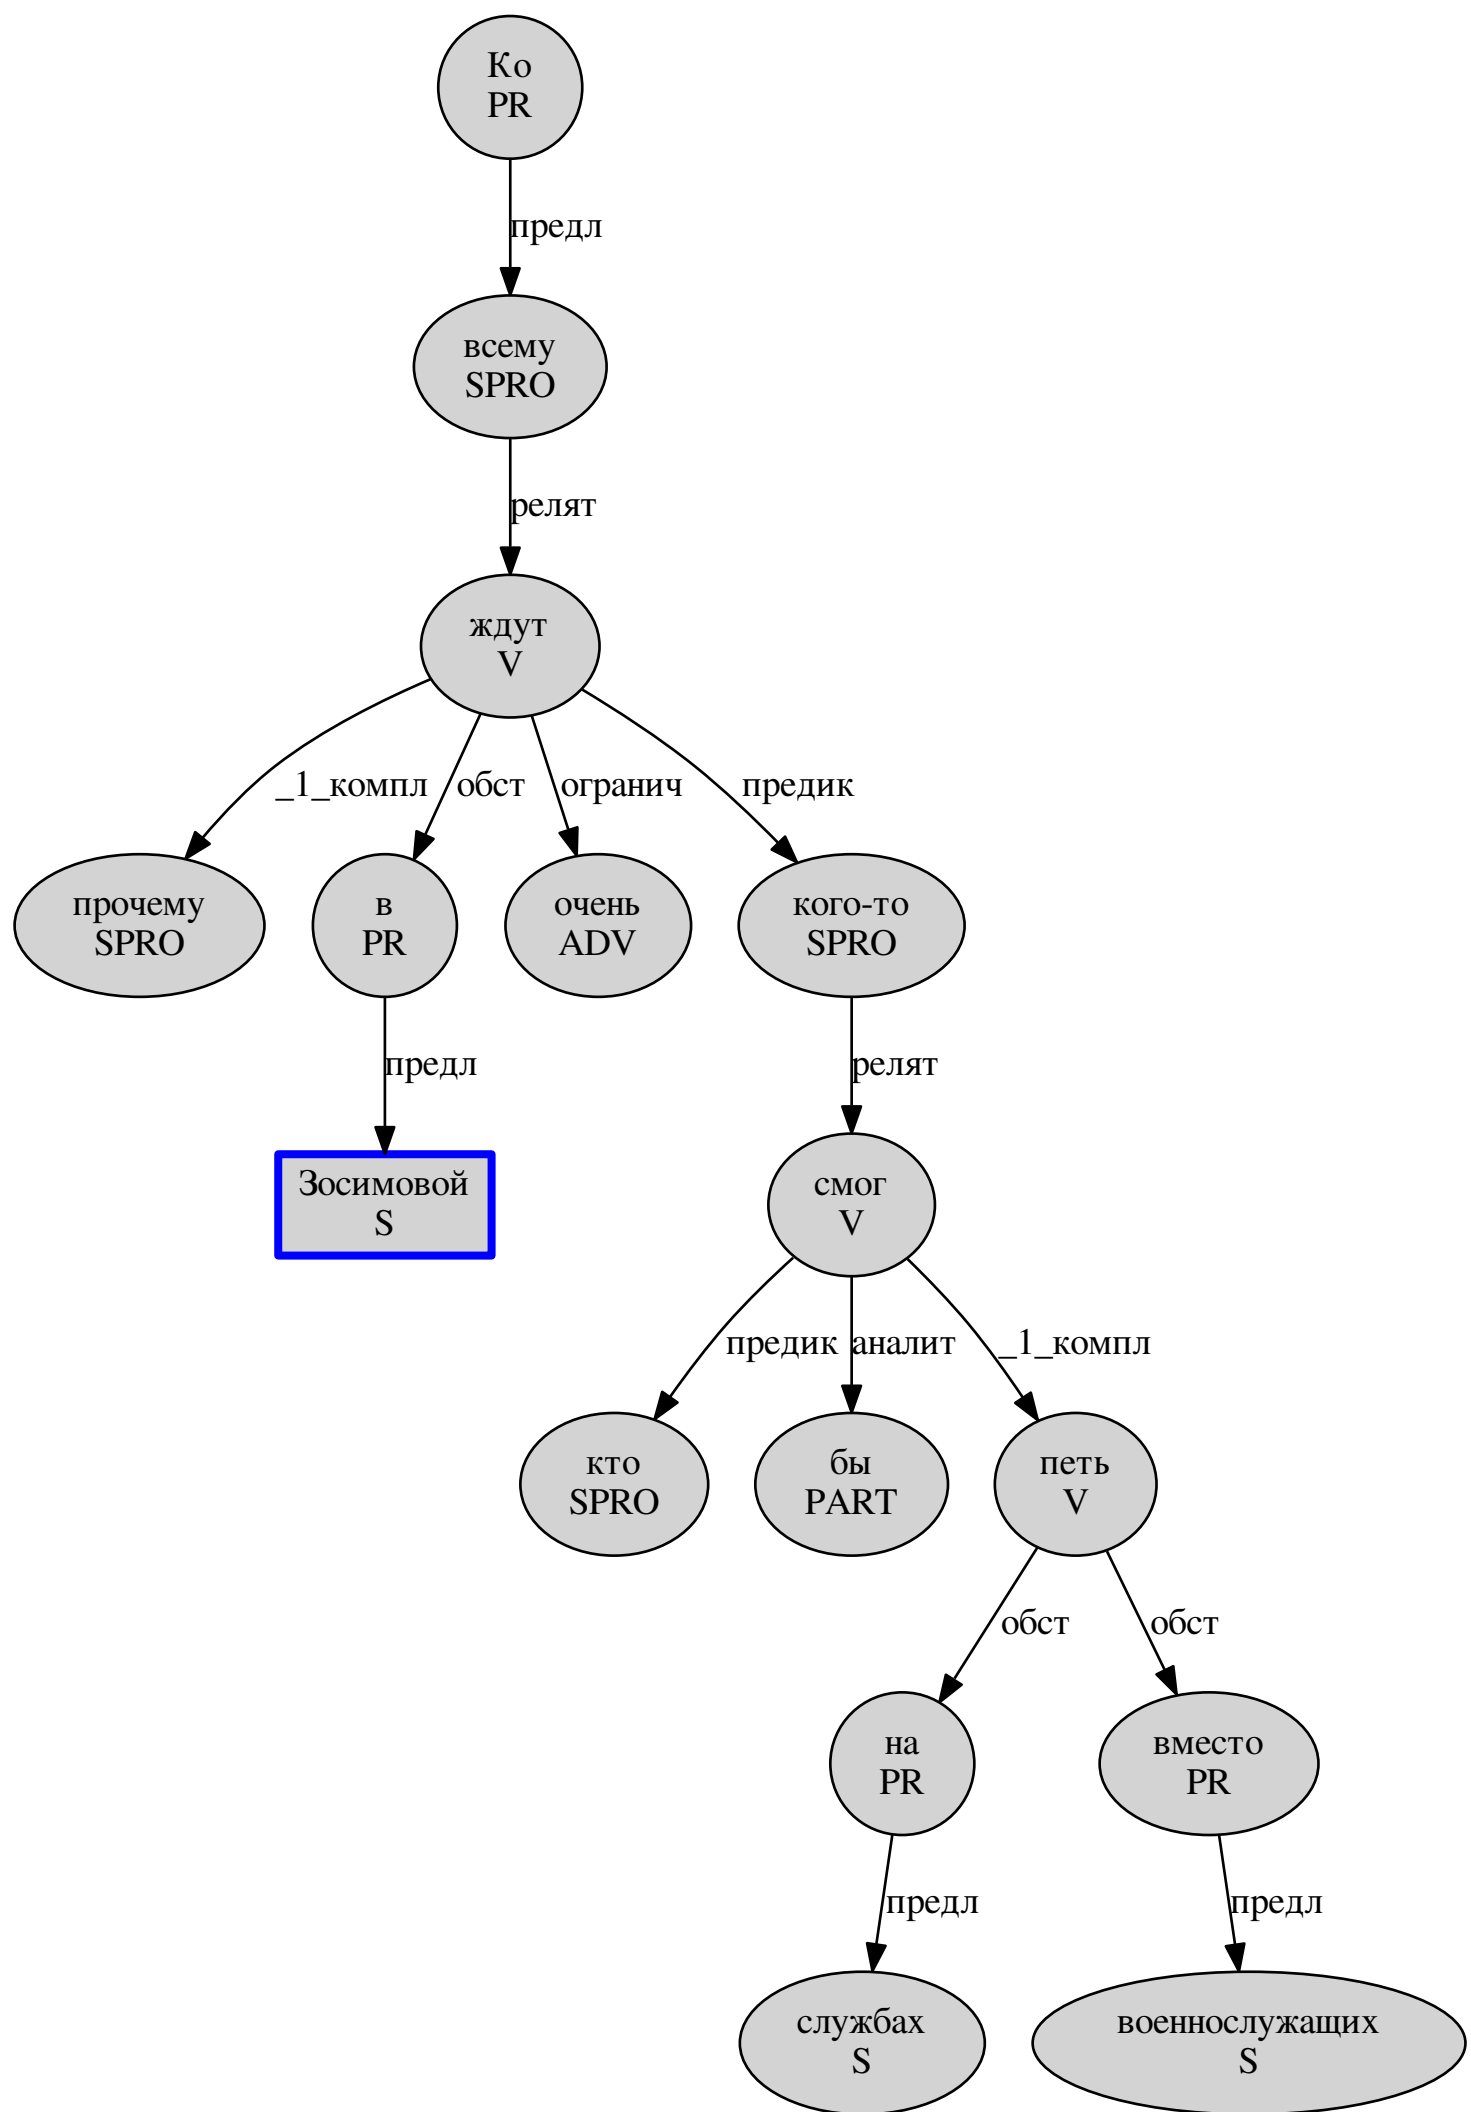 Ко
PR
предл
всему
SPRO
релят
ждут
V
_1_компл
обст
огранич
предик
прочему
SPRO
в
PR
очень
ADV
кого-то
SPRO
предл
релят
Зосимовой
S
смог
V
предик
аналит
_1_компл
кто
SPRO
бы
PART
петь
V
обст
обст
на
PR
вместо
PR
предл
предл
службах
S
военнослужащих
S